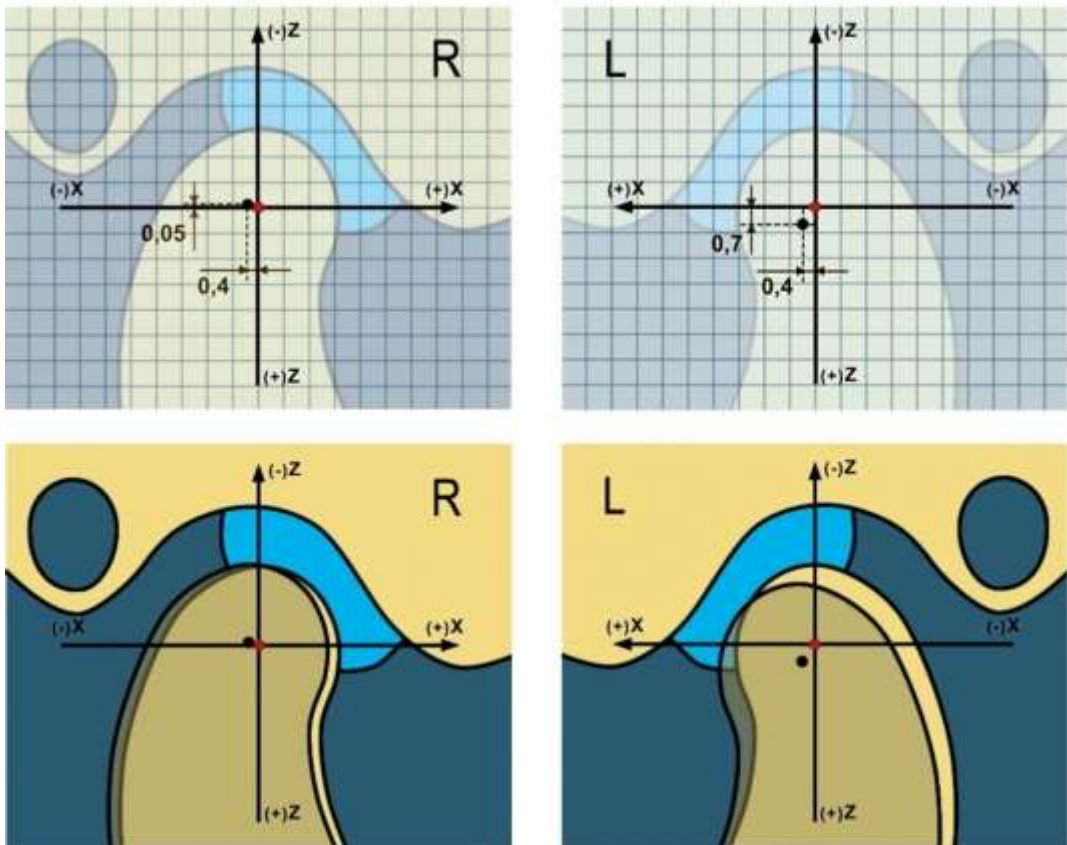 (-)Z
R
(-)X
(+)X
0,05
0,4
(+)Z
(-)Z
L
(+)X
(-)X
0,7
0,4
(+)Z
(-)Z
R
(-)X
(+)X
(+)Z
(-)Z
L
(+)X
(-)X
(+)Z